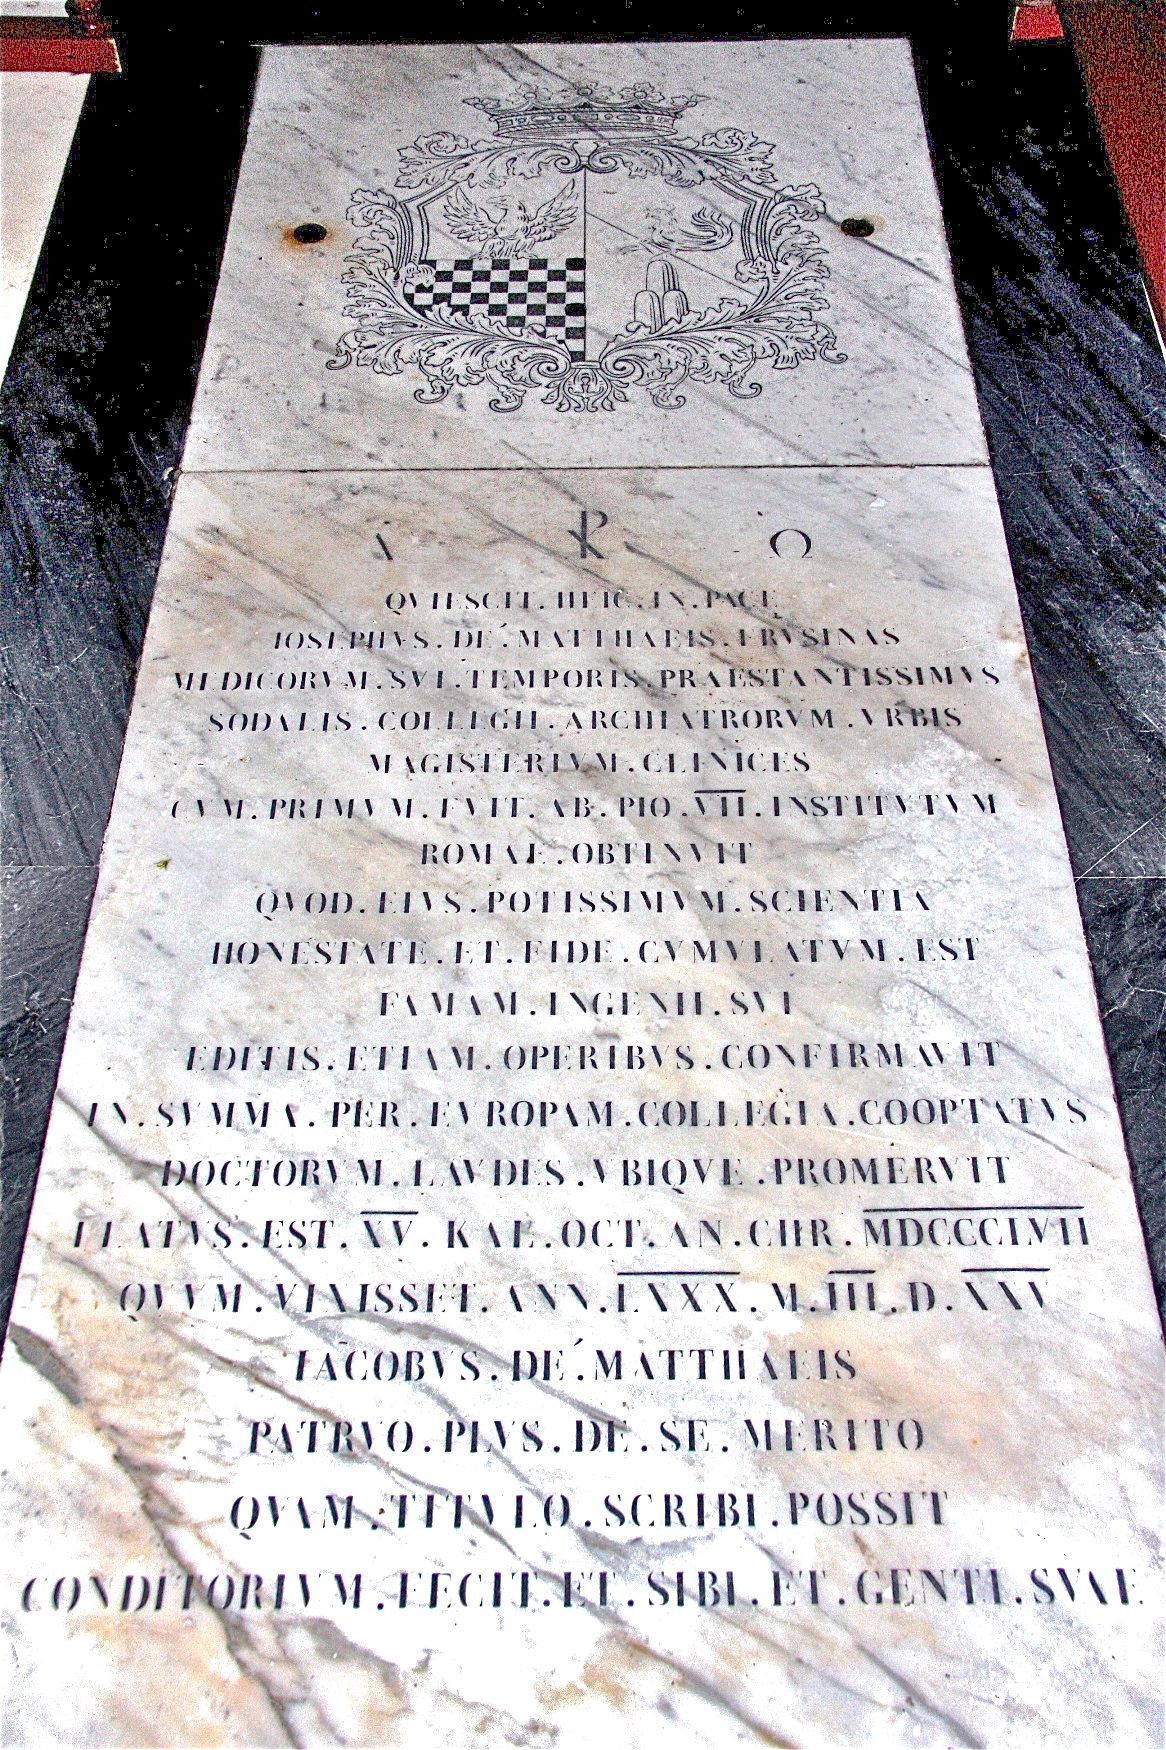 Α ☧ Ω
QVIESCIT . HEIC . IN . PACE
IOSEPHVS . DE' . MATTHAEIS . FRVSINAS
MEDICORVM . SVI . TEMPORIS . PRAESTANTISSIMVS
SODALIS . COLLEGII . ARCHIATRORVM . VRBIS
MAGISTERIVM . CLINICES
CVM . PRIMVM . FVIT . AB . PIO . VII . INSTITVTVM
ROMAE . OBTINVIT
QVOD . EIVS . POTISSIMVM . SCIENTIA
HONESTATE . ET . FIDE . CVMVLATVM . EST
FAMAM . INGENII . SVI
EDITIS . ETIAM . OPERIBVS . CONFIRMAVIT
IN . SVMMA . PER . EVROPAM . COLLEGIA . COOPTATVS
DOCTORVM . LAVDES . VBIQVE . PROMERVIT
ELATVS . EST . XV . KAL . OCT . AN . CHR . MDCCCLVII
QVVM . VIXISSET . ANN . LXXX . M . III . D . XXV
IACOBVS . DE' . MATTHAEIS
PATRVO . PLVS . DE . SE . MERITO
QVAM . TITVLO . SCRIBI . POSSIT
CONDITORIVM . FECIT . ET . SIBI . ET . GENTI . SVAE